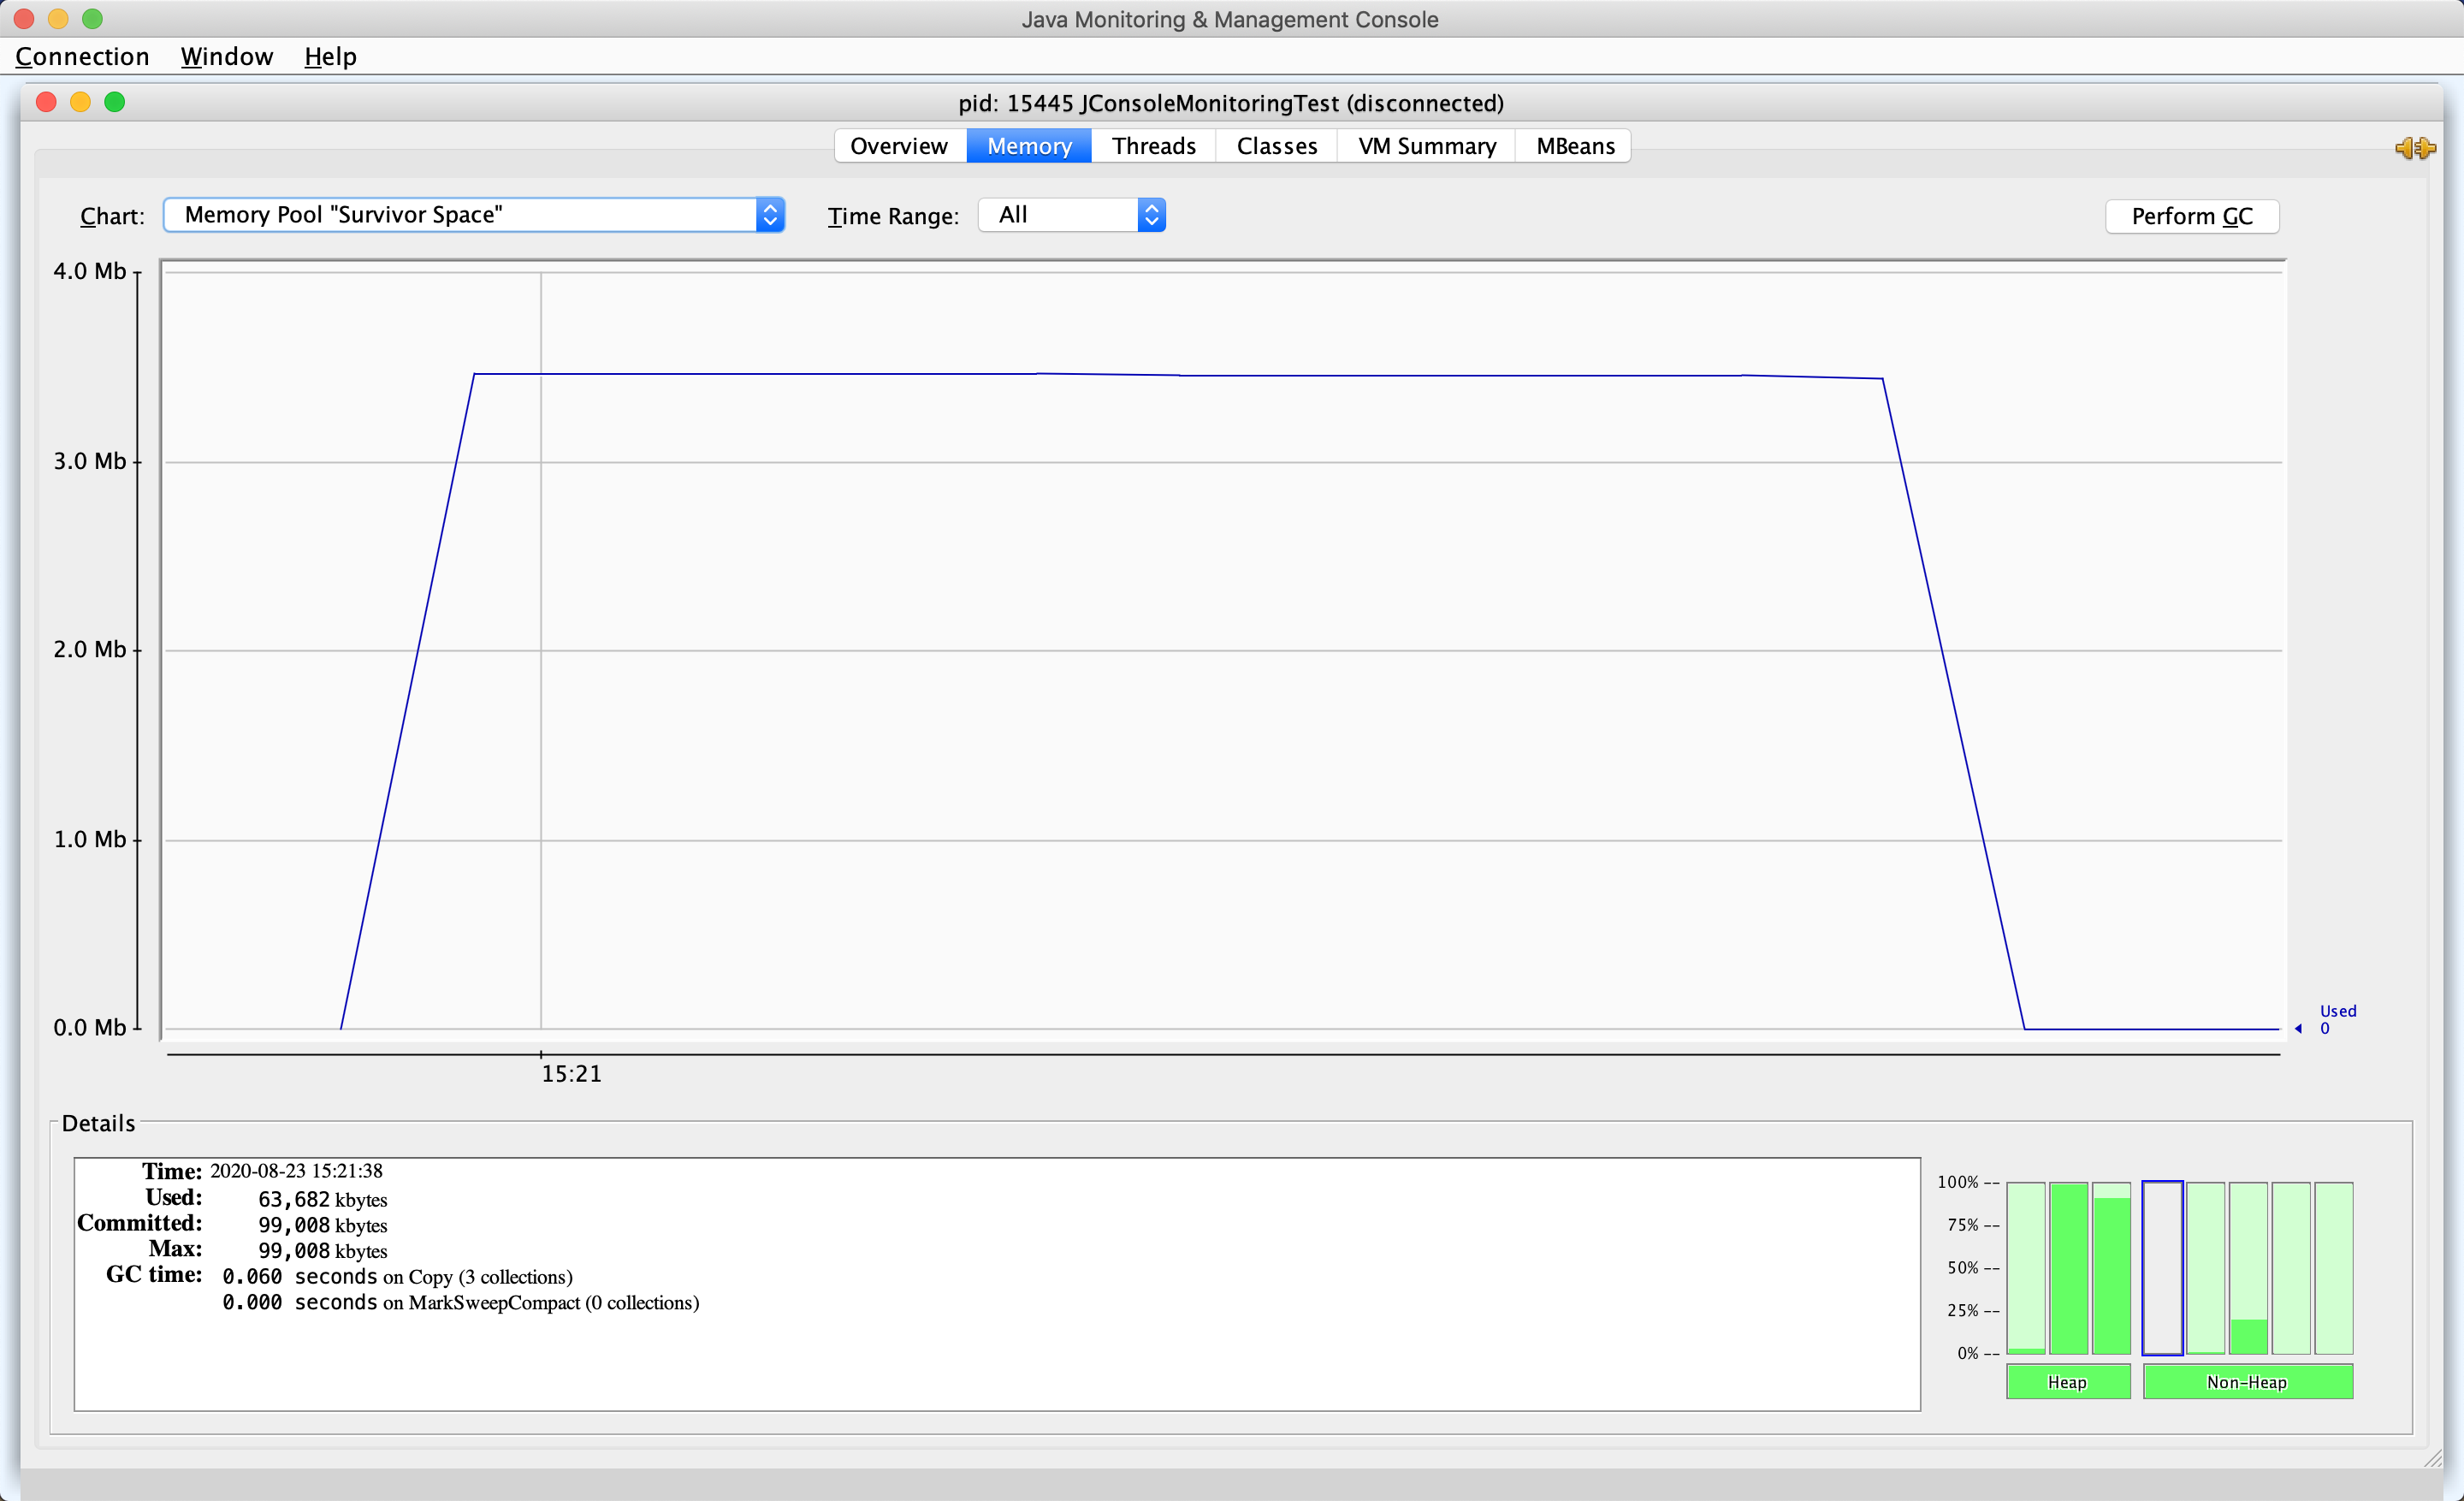 Java Monitoring & Management Console
Connection Window Help
pid: 15445 JConsoleMonitoringTest (disconnected)
Overview Memory Threads Classes VM Summary MBeans
Chart: Memory Pool "Survivor Space" Time Range: All Perform GC
4.0 Mb
3.0 Mb
2.0 Mb
1.0 Mb
0.0 Mb
Used
0
15:21
Details
Time: 2020-08-23 15:21:38
Used: 63,682 kbytes
Committed: 99,008 kbytes
Max: 99,008 kbytes
GC time: 0.060 seconds on Copy (3 collections)
0.000 seconds on MarkSweepCompact (0 collections)
100% --
75% --
50% --
25% --
0% --
Heap Non-Heap